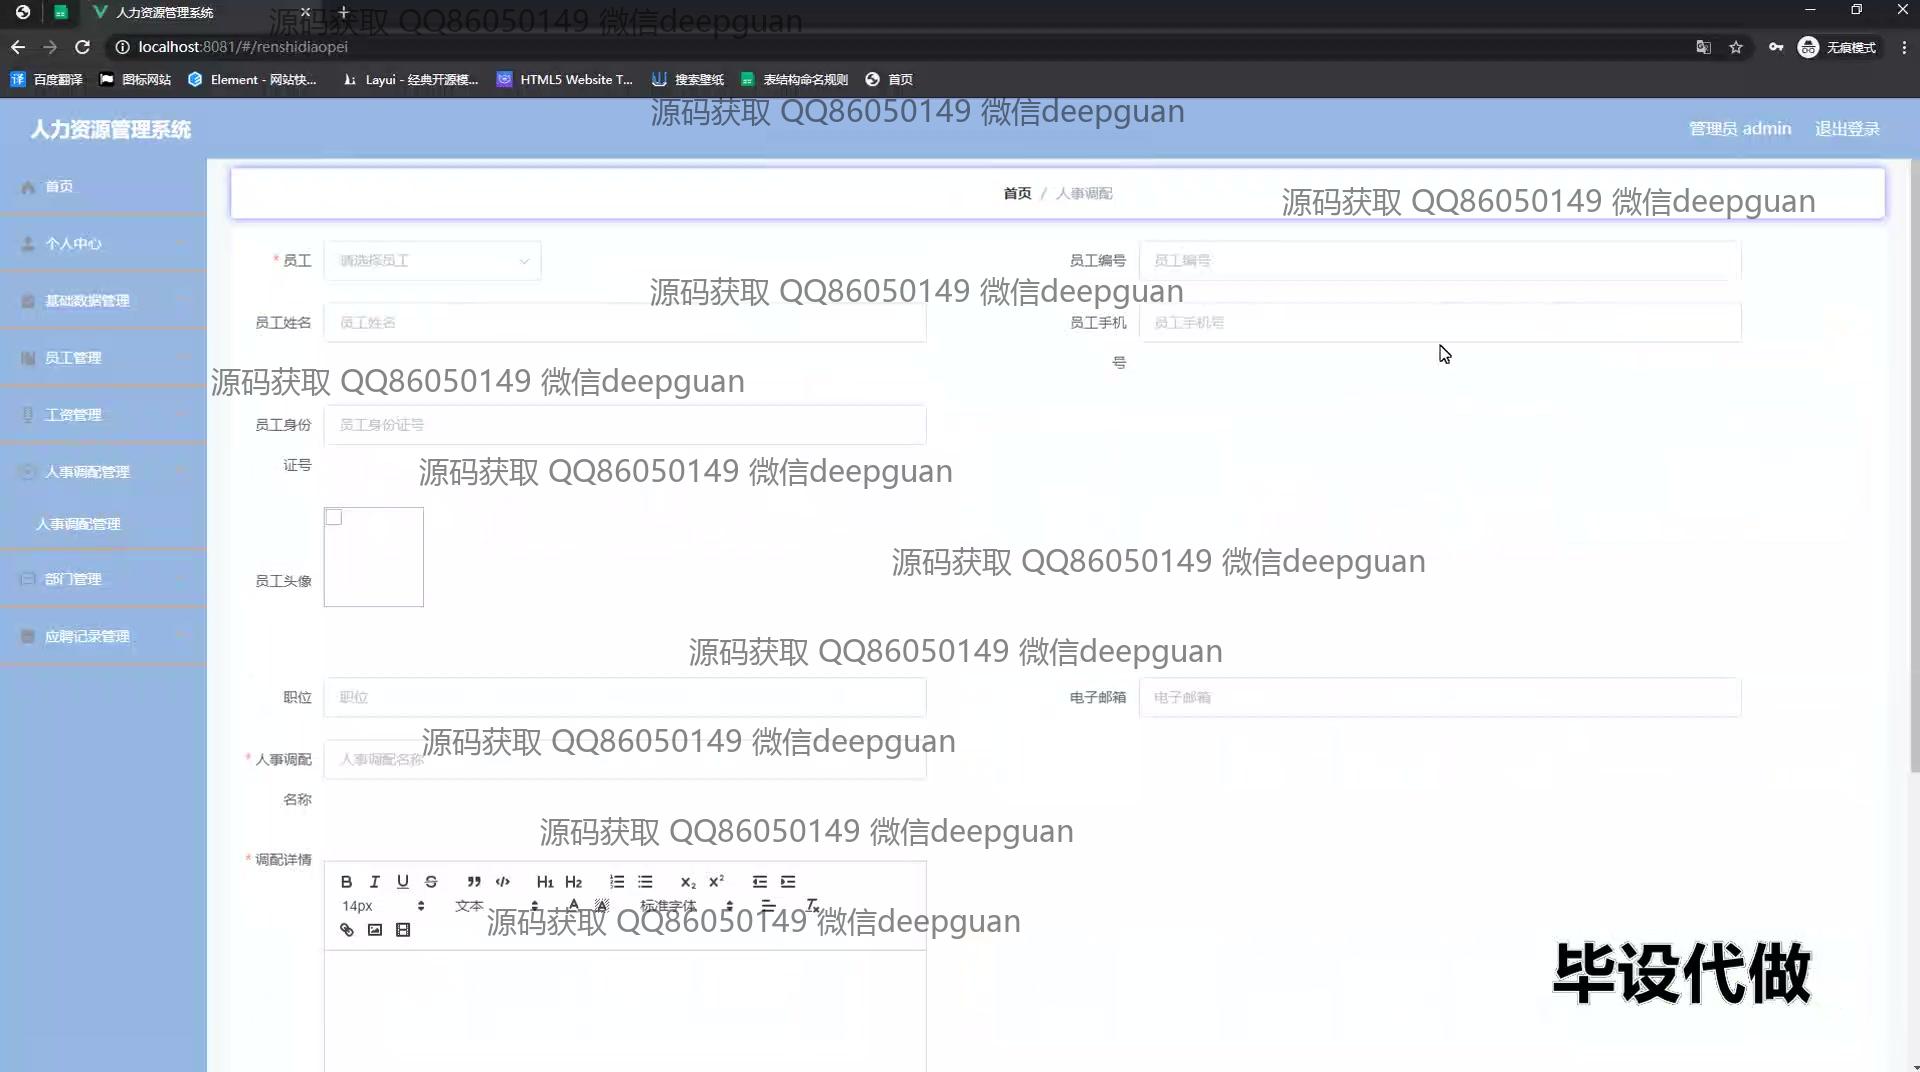 人力资源管理系统
源码获取 QQ86050149 微信deepguan
localhost:8081/#/renshidiaopei
无痕模式
百度翻译 图标网站 Element - 网站快... Layui - 经典开源模... HTML5 Website T... 搜索壁纸 表结构命名规则 首页
源码获取 QQ86050149 微信deepguan
人力资源管理系统
管理员 admin 退出登录
首页
首页 / 人事调配
源码获取 QQ86050149 微信deepguan
个人中心
* 员工 请选择员工
员工编号 员工编号
基础数据管理
源码获取 QQ86050149 微信deepguan
员工姓名 员工姓名
员工手机号 员工手机号
员工管理
源码获取 QQ86050149 微信deepguan
工资管理
员工身份证号 员工身份证号
人事调配管理
源码获取 QQ86050149 微信deepguan
人事调配管理
源码获取 QQ86050149 微信deepguan
部门管理
员工头像
应聘记录管理
源码获取 QQ86050149 微信deepguan
职位 职位
电子邮箱 电子邮箱
源码获取 QQ86050149 微信deepguan
* 人事调配名称 人事调配名称
源码获取 QQ86050149 微信deepguan
* 调配详情
B I U S H1 H2 X2 X2
14px 文本 A A 标准字体
源码获取 QQ86050149 微信deepguan
毕设代做